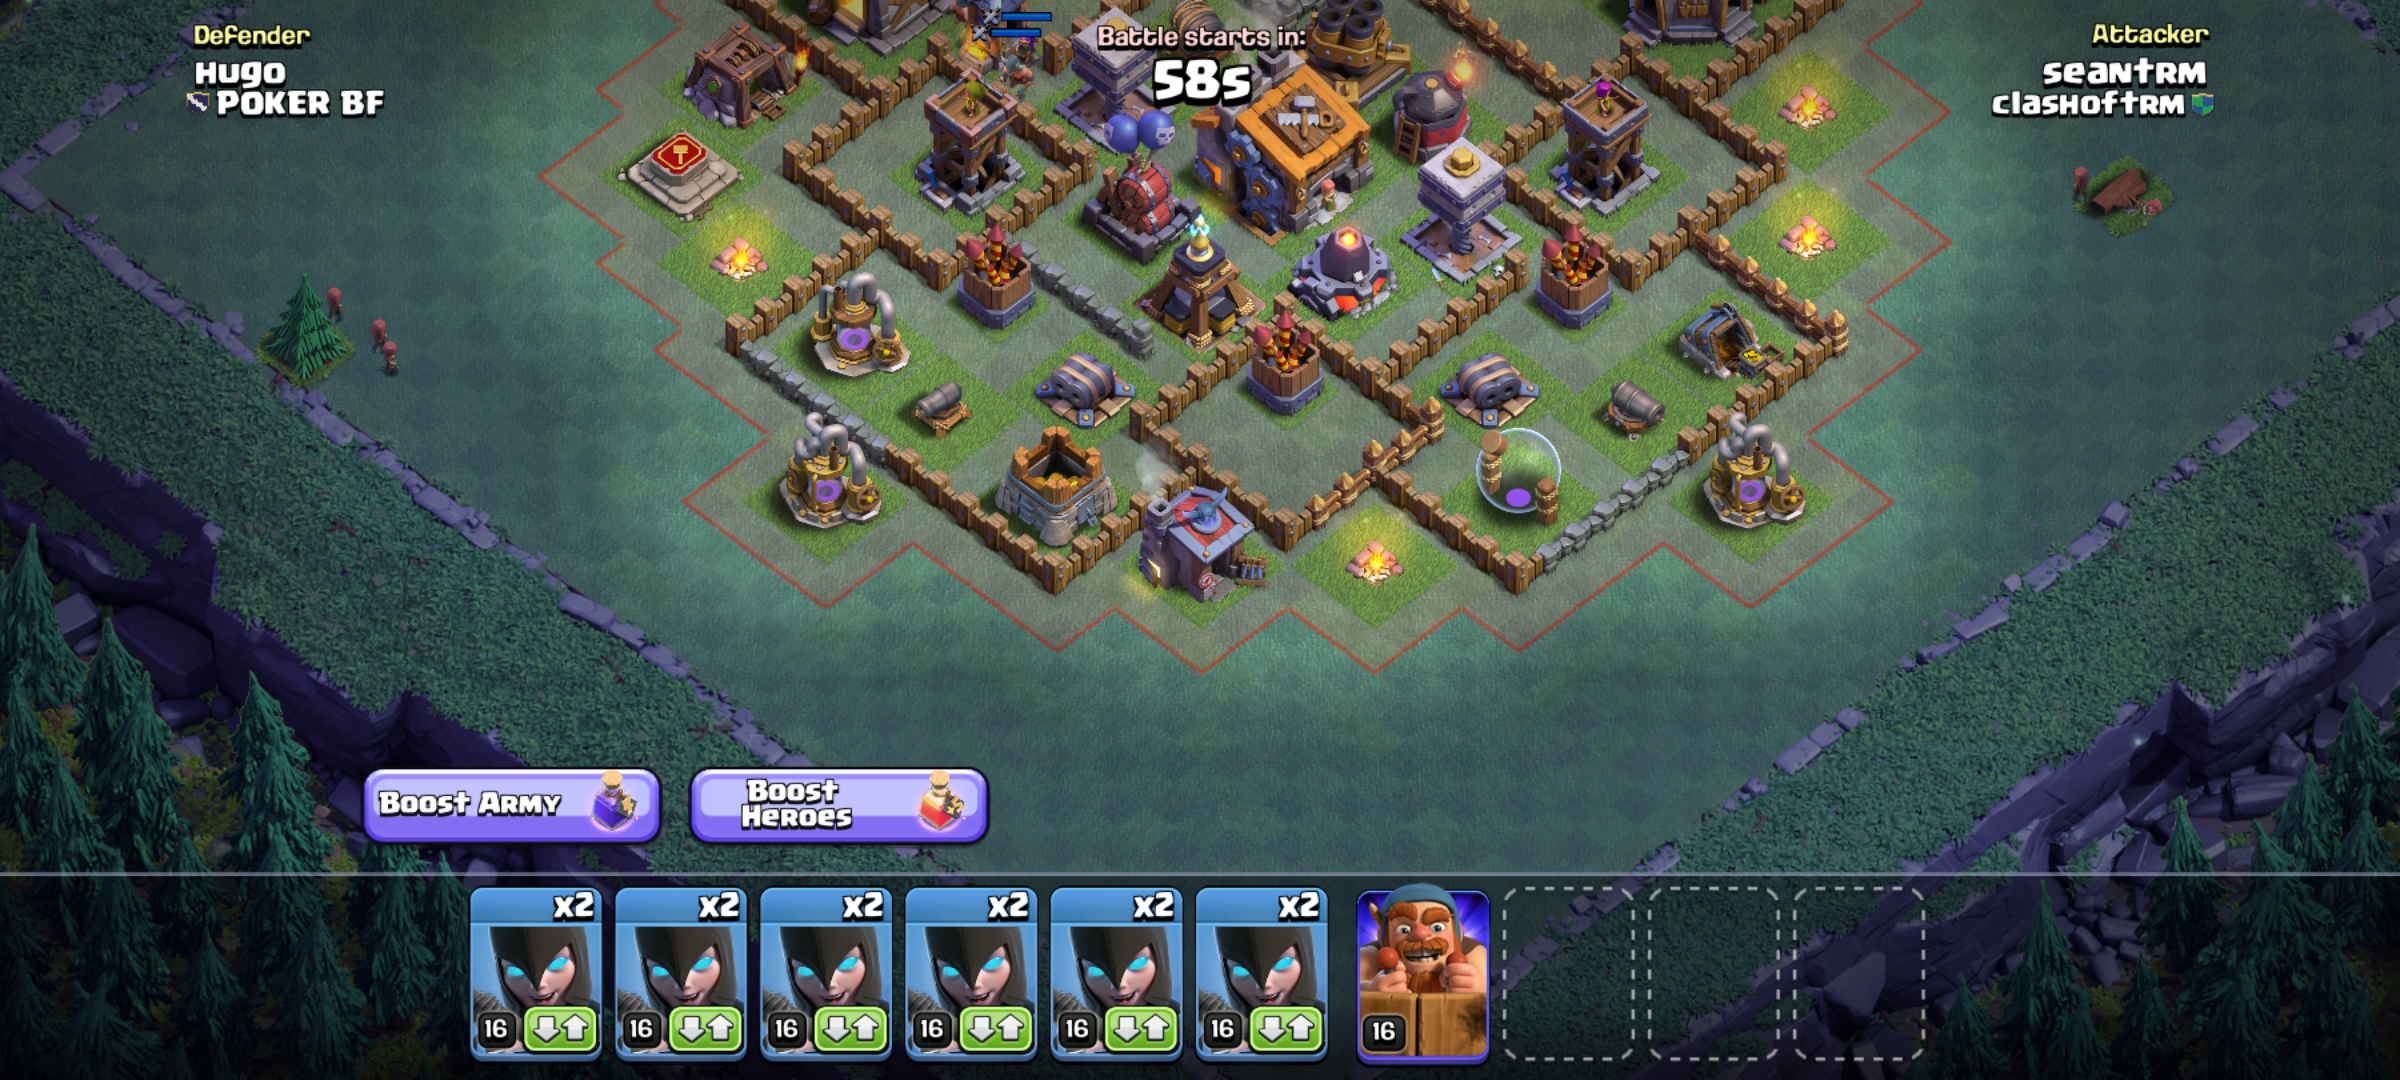 Defender
Hugo
POKER BF
Battle starts in:
58s
Attacker
seantRM
clashoftRM
Boost Army
Boost
Heroes
x2
x2
x2
x2
x2
x2
16
16
16
16
16
16
16